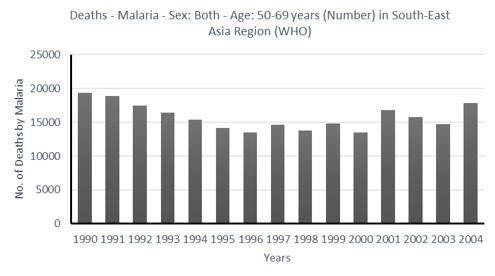 Deaths - Malaria - Sex: Both - Age: 50-69 years (Number) in South-East
Asia Region (WHO)
25000
20000
15000
10000
5000
0
No. of Deaths by Malaria
1990 1991 1992 1993 1994 1995 1996 1997 1998 1999 2000 2001 2002 2003 2004
Years